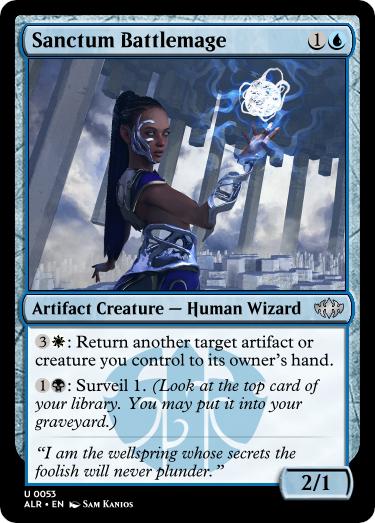 Sanctum Battlemage 1
Artifact Creature — Human Wizard
3: Return another target artifact or
creature you control to its owner's hand.
1: Surveil 1. (Look at the top card of
your library. You may put it into your
graveyard.)
"I am the wellspring whose secrets the
foolish will never plunder."
2/1
U 0053
ALR • EN Sam Kanios